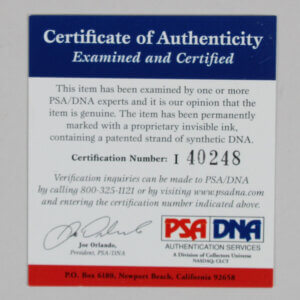 Certificate of Authenticity
Examined and Certified
This item has been examined by one or more
PSA/DNA experts and it is our opinion that the
item is genuine. The item has been permanently
marked with a proprietary invisible ink,
containing a patented strand of synthetic DNA.
Certification Number: I 40248
Verification inquiries can be made to PSA/DNA
by calling 800-325-1121 or by visiting www.psadna.com
and entering the certification number indicated above.
Joe Orlando,
President, PSA/DNA
PSA DNA
AUTHENTICATION SERVICES
A Division of Collectors Universe
NASDAQ: CLCT
P.O. Box 6180, Newport Beach, California 92658